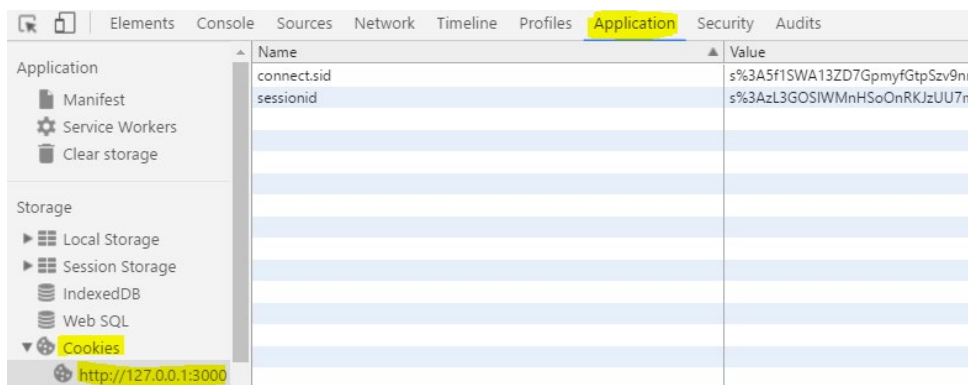 Elements Console Sources Network Timeline Profiles Application Security Audits
Application
Manifest
Service Workers
Clear storage
Storage
Local Storage
Session Storage
IndexedDB
Web SQL
Cookies
http://127.0.0.1:3000
Name Value
connect.sid s%3A5f1SWA13ZD7GpmyfGtpSzv9n
sessionid s%3AzL3GOSIWMnHSoOnRKJzUU7